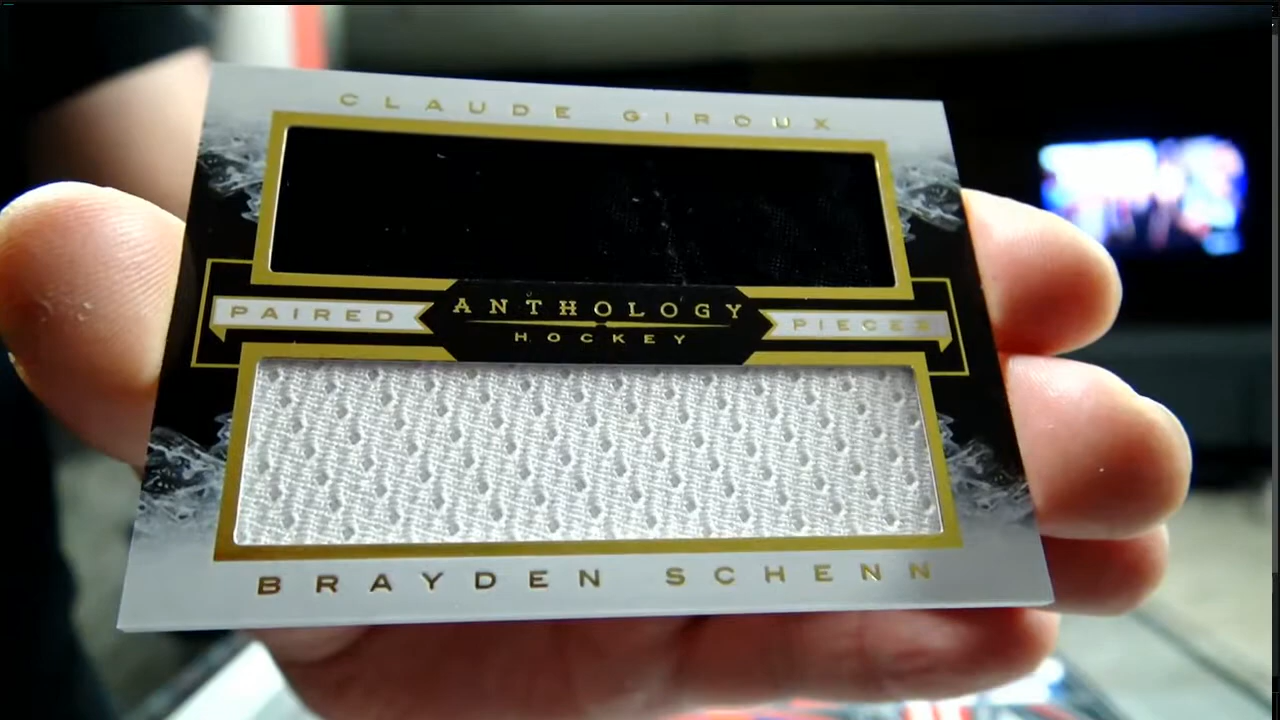 CLAUDE GIROUX
PAIRED
ANTHOLOGY
HOCKEY
PIECES
BRAYDEN SCHENN